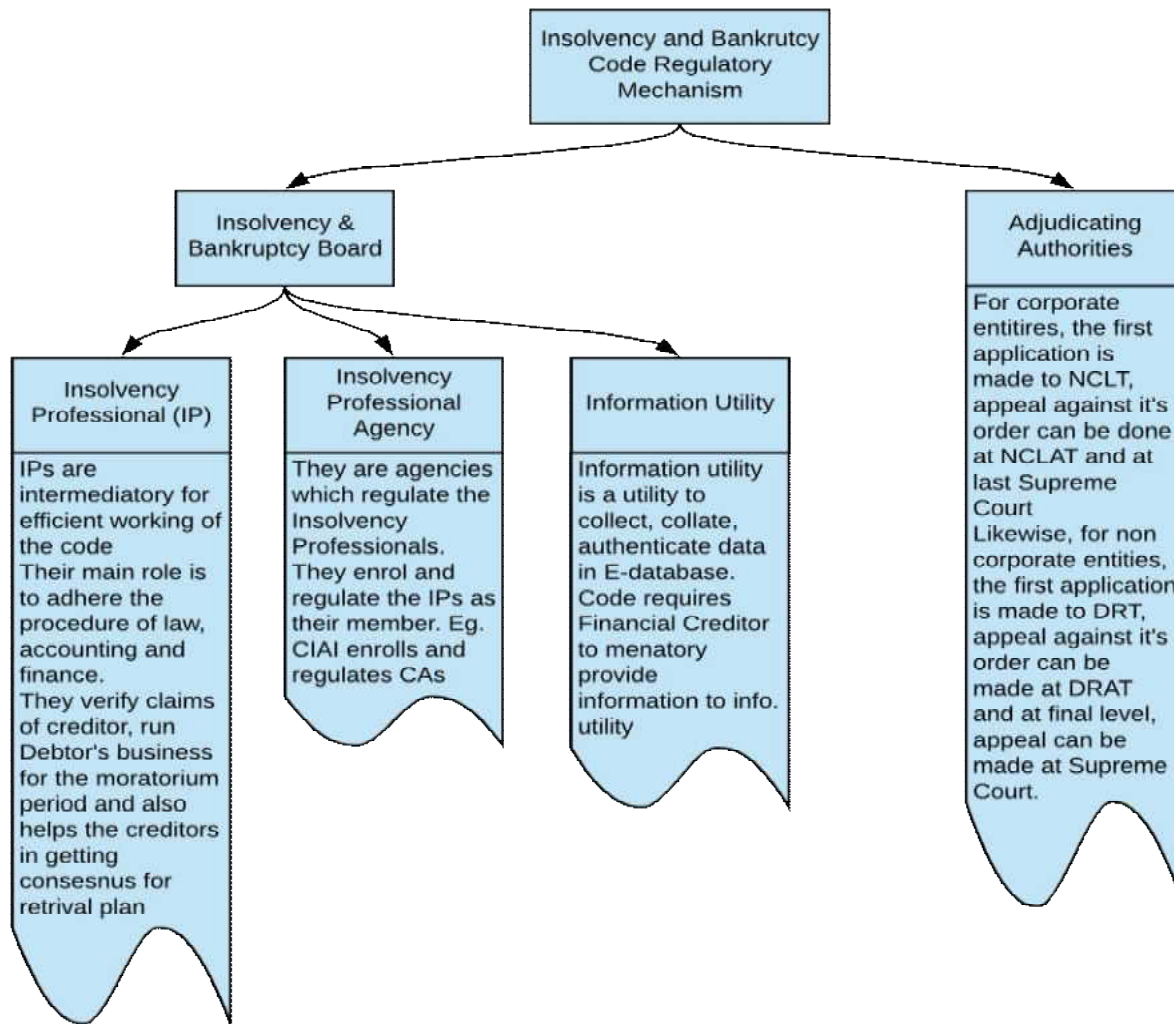 Insolvency and Bankrutcy
Code Regulatory
Mechanism
Insolvency &
Bankruptcy Board
Adjudicating
Authorities
For corporate
entitires, the first
application is
made to NCLT,
appeal against it's
order can be done
at NCLAT and at
last Supreme
Court
Likewise, for non
corporate entities,
the first application
is made to DRT,
appeal against it's
order can be
made at DRAT
and at final level,
appeal can be
made at Supreme
Court.
Insolvency
Professional (IP)
IPs are
intermediatory for
efficient working of
the code
Their main role is
to adhere the
procedure of law,
accounting and
finance.
They verify claims
of creditor, run
Debtor's business
for the moratorium
period and also
helps the creditors
in getting
consesnus for
retrival plan
Insolvency
Professional
Agency
They are agencies
which regulate the
Insolvency
Professionals.
They enrol and
regulate the IPs as
their member. Eg.
CIAI enrolls and
regulates CAs
Information Utility
Information utility
is a utility to
collect, collate,
authenticate data
in E-database.
Code requires
Financial Creditor
to menatory
provide
information to info.
utility